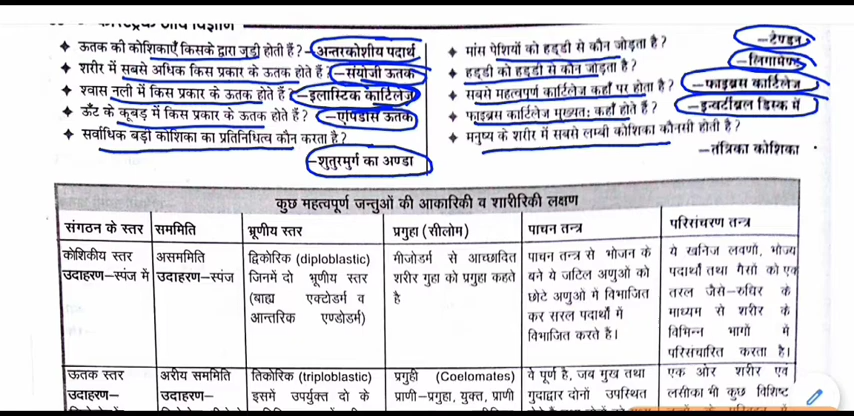 ऊतक की कोशिकाएँ किसके द्वारा जुड़ी होती हैं? –अन्तरकोशीय पदार्थ
शरीर में सबसे अधिक किस प्रकार के ऊतक होते हैं? –संयोजी ऊतक
श्वास नली में किस प्रकार के ऊतक होते हैं? –इलास्टिक कार्टिलेज
ऊँट के कूबड़ में किस प्रकार के ऊतक होते हैं? –एपिडोस ऊतक
सर्वाधिक बड़ी कोशिका का प्रतिनिधित्व कौन करता है?
–शुतुरमुर्ग का अण्डा
मांस पेशियों को हड्डी से कौन जोड़ता है? –टेण्डन
हड्डी को हड्डी से कौन जोड़ता है? –लिगामेण्ट
सबसे महत्वपूर्ण कार्टिलेज कहाँ पर होता है? –फाइब्रस कार्टिलेज
फाइब्रस कार्टिलेज मुख्यतः कहाँ होते हैं? –इन्वर्टीब्रल डिस्क में
मनुष्य के शरीर में सबसे लम्बी कोशिका कौनसी होती है?
–तंत्रिका कोशिका
कुछ महत्वपूर्ण जन्तुओं की आकारिकी व शारीरिकी लक्षण
संगठन के स्तर सममिति भ्रूणीय स्तर प्रगुहा (सीलोम) पाचन तन्त्र परिसंचरण तन्त्र
कोशिकीय स्तर
उदाहरण–स्पंज में
असममिति
उदाहरण–स्पंज
द्विकोरिक (diploblastic)
जिनमें दो भ्रूणीय स्तर
(बाह्य एक्टोडर्म व
आन्तरिक एण्डोडर्म)
मीजोडर्म से आच्छादित
शरीर गुहा को प्रगुहा कहते
है
पाचन तन्त्र से भोजन के
बने ये जटिल अणुओ को
छोटे अणुओ में विभाजित
कर सारल पदार्थों में
विभाजित करते है।
ये खनिज लवणो, भोज्य
पदार्थों तथा गैसो को एक
तरल जैसे–रुधिर के
माध्यम से शरीर के
विभिन्न भागो में
परिसंचारित करता है।
ऊतक स्तर
उदाहरण–
अरीय सममिति
उदाहरण–
तिकोरिक (triploblastic)
इसमें उपर्युक्त दो के
प्रगुही (Coelomates)
प्राणी–प्रगुहा, युक्त, प्राणी
ये पूर्ण है, जब मुख तथा
गुदाद्वार दोनों उपस्थित
एक ओर शरीर एवं
लसीका भी कुछ विशिष्ट